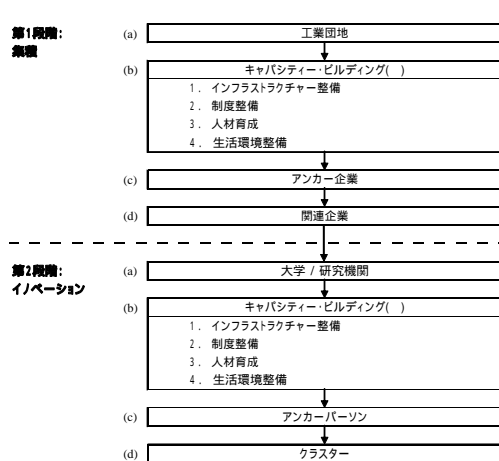 第1段階:
集積
(a) 工業団地
(b) キャパシティー・ビルディング( )
1. インフラストラクチャー整備
2. 制度整備
3. 人材育成
4. 生活環境整備
(c) アンカー企業
(d) 関連企業
第2段階:
イノベーション
(a) 大学 / 研究機関
(b) キャパシティー・ビルディング( )
1. インフラストラクチャー整備
2. 制度整備
3. 人材育成
4. 生活環境整備
(c) アンカーパーソン
(d) クラスター